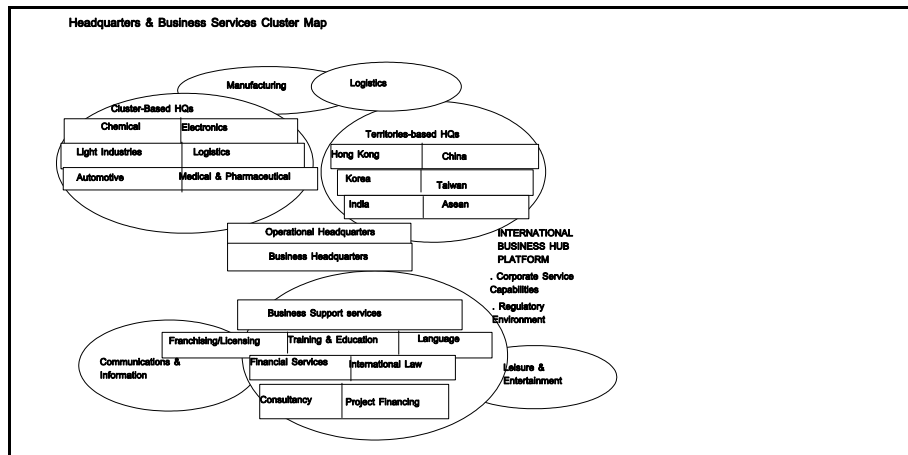 Headquarters & Business Services Cluster Map
Manufacturing
Logistics
Cluster-Based HQs
Chemical
Electronics
Light Industries
Logistics
Automotive
Medical & Pharmaceutical
Territories-based HQs
Hong Kong
China
Korea
Taiwan
India
Asean
Operational Headquarters
Business Headquarters
INTERNATIONAL
BUSINESS HUB
PLATFORM
. Corporate Service
Capabilities
. Regulatory
Environment
Business Support services
Franchising/Licensing
Training & Education
Language
Financial Services
International Law
Consultancy
Project Financing
Communications &
Information
Leisure &
Entertainment